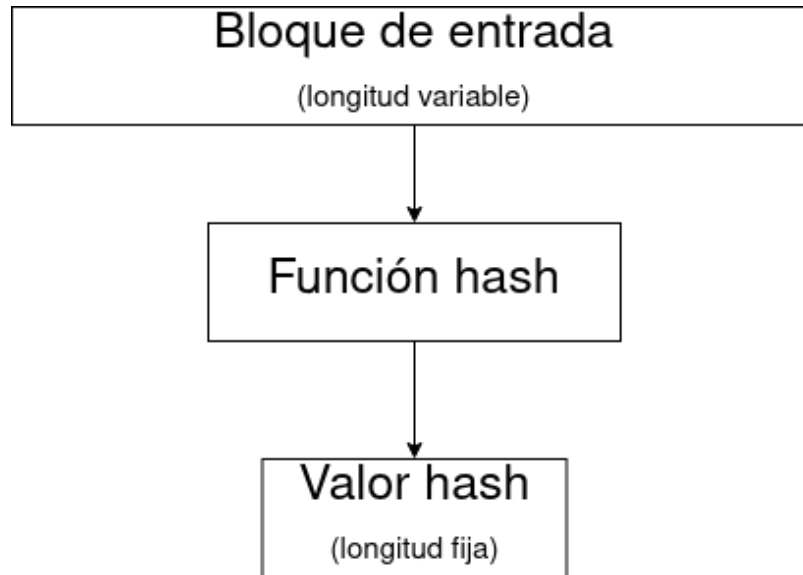 Bloque de entrada
(longitud variable)
Función hash
Valor hash
(longitud fija)